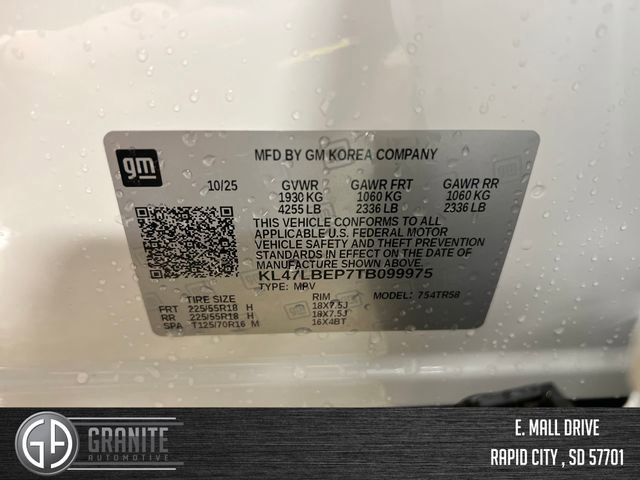 gm
MFD BY GM KOREA COMPANY
10/25 GVWR GAWR FRT GAWR RR
1930 KG 1060 KG 1060 KG
4255 LB 2336 LB 2336 LB
THIS VEHICLE CONFORMS TO ALL
APPLICABLE U.S. FEDERAL MOTOR
VEHICLE SAFETY AND THEFT PREVENTION
STANDARDS IN EFFECT ON THE DATE OF
MANUFACTURE SHOWN ABOVE.
KL47LBEP7TB099975
TYPE: MPV MODEL: 754TR58
TIRE SIZE RIM
FRT 225/55R18 H 18X7.5J
RR 225/55R18 H 18X7.5J
SPA T125/70R16 M 16X4BT
GA GRANITE
AUTOMOTIVE
E. MALL DRIVE
RAPID CITY , SD 57701